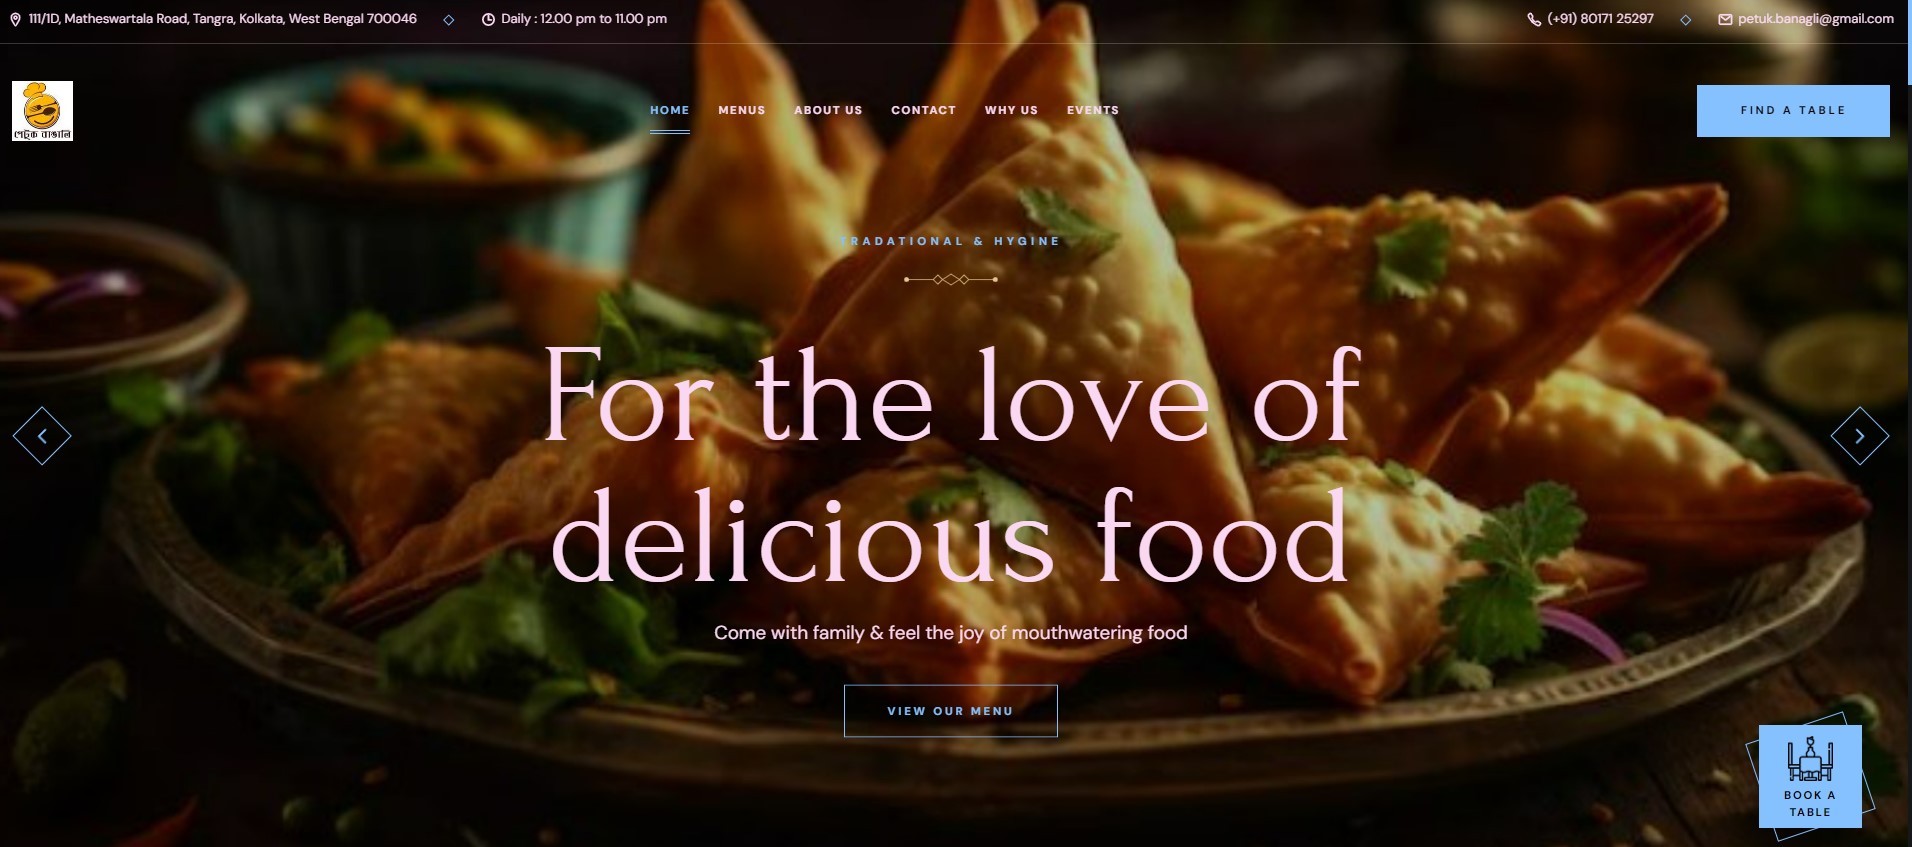 111/1D, Matheswartala Road, Tangra, Kolkata, West Bengal 700046
Daily : 12.00 pm to 11.00 pm
(+91) 80171 25297
petuk.banagli@gmail.com
পেটুক বাঙালি
HOME
MENUS
ABOUT US
CONTACT
WHY US
EVENTS
FIND A TABLE
TRADATIONAL & HYGINE
For the love of
delicious food
Come with family & feel the joy of mouthwatering food
VIEW OUR MENU
BOOK A
TABLE